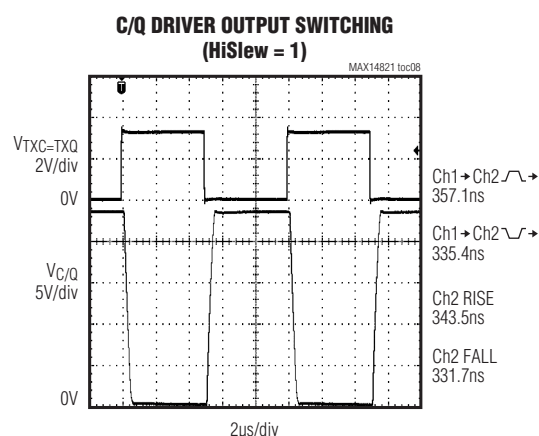 C/Q DRIVER OUTPUT SWITCHING
(HiSlew = 1)
MAX14821 toc08
VTXC=TXQ
2V/div
0V
VC/Q
5V/div
0V
2us/div
Ch1➔Ch2
357.1ns
Ch1➔Ch2
335.4ns
Ch2 RISE
343.5ns
Ch2 FALL
331.7ns